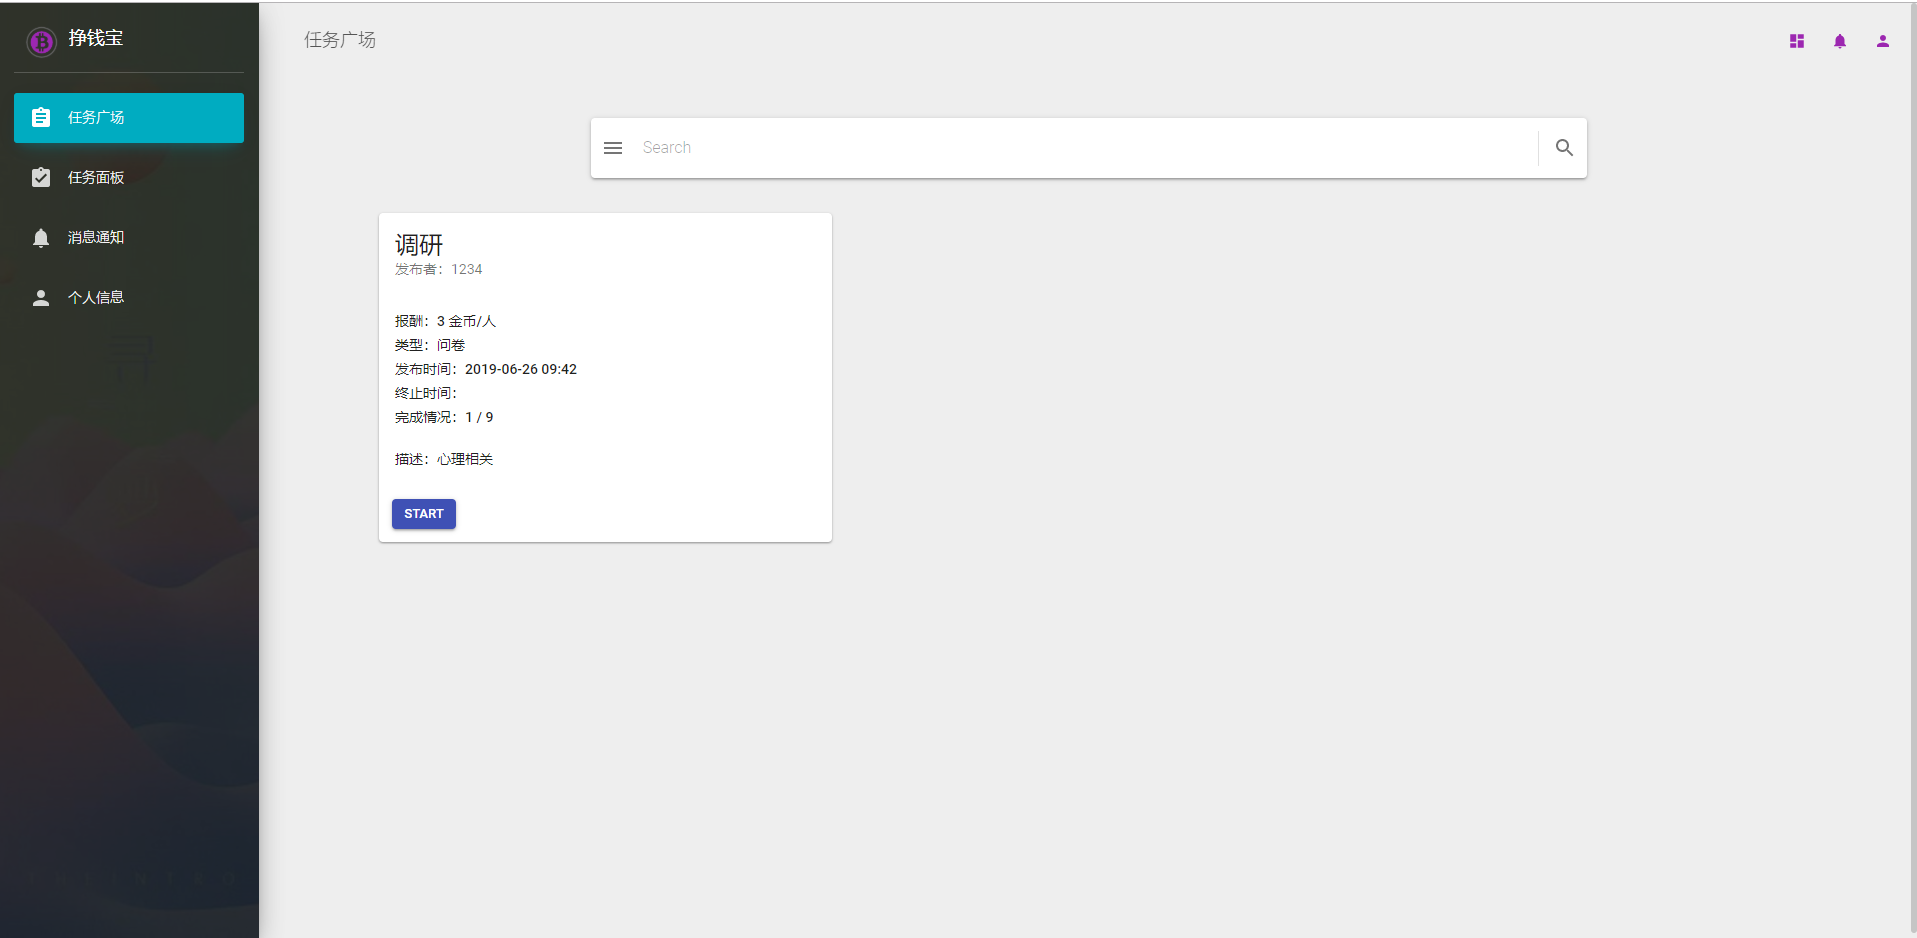 挣钱宝
任务广场
任务面板
消息通知
个人信息
任务广场
Search
调研
发布者：1234
报酬：3 金币/人
类型：问卷
发布时间：2019-06-26 09:42
终止时间：
完成情况：1 / 9
描述：心理相关
START